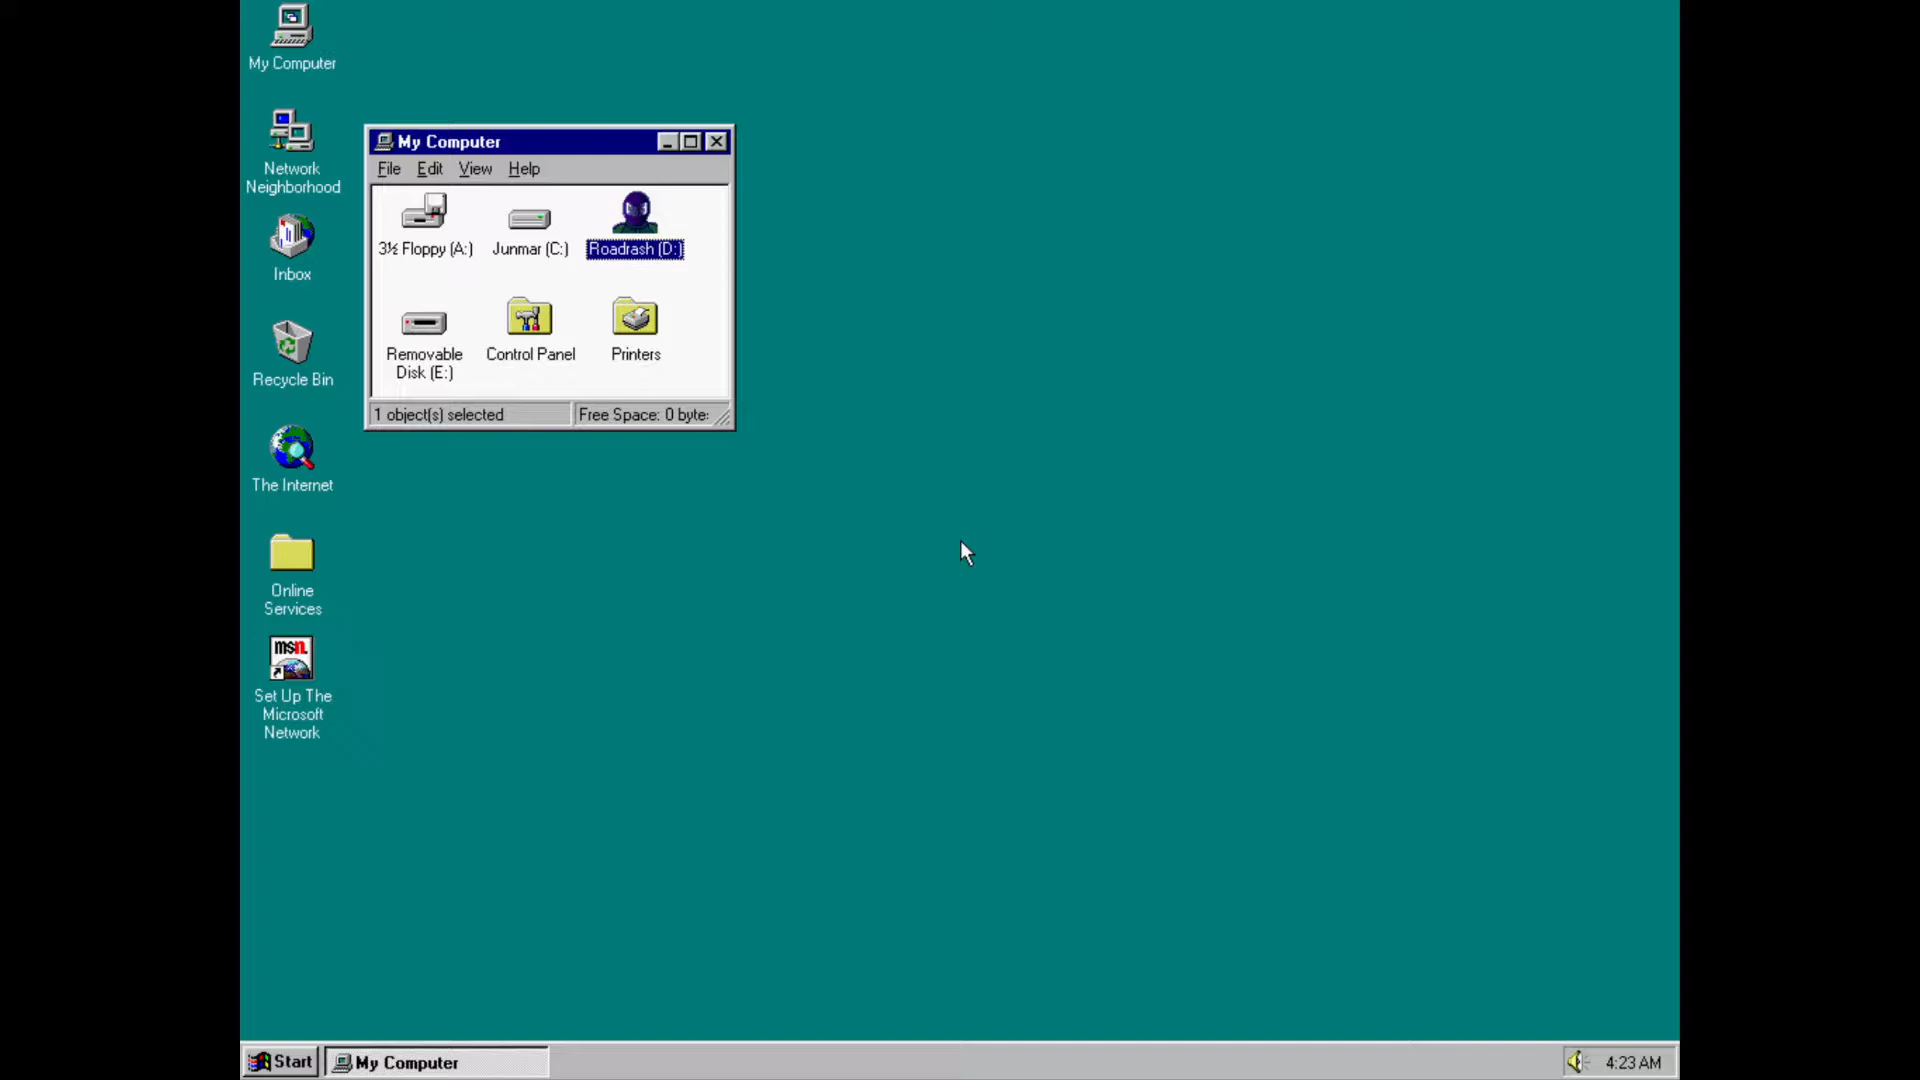 My Computer
Network
Neighborhood
Inbox
Recycle Bin
The Internet
Online
Services
msn.
Set Up The
Microsoft
Network
My Computer
File Edit View Help
3½ Floppy (A:) Junmar (C:) Roadrash (D:)
Removable
Disk (E:)
Control Panel
Printers
1 object(s) selected
Free Space: 0 byte:
Start
My Computer
4:23 AM